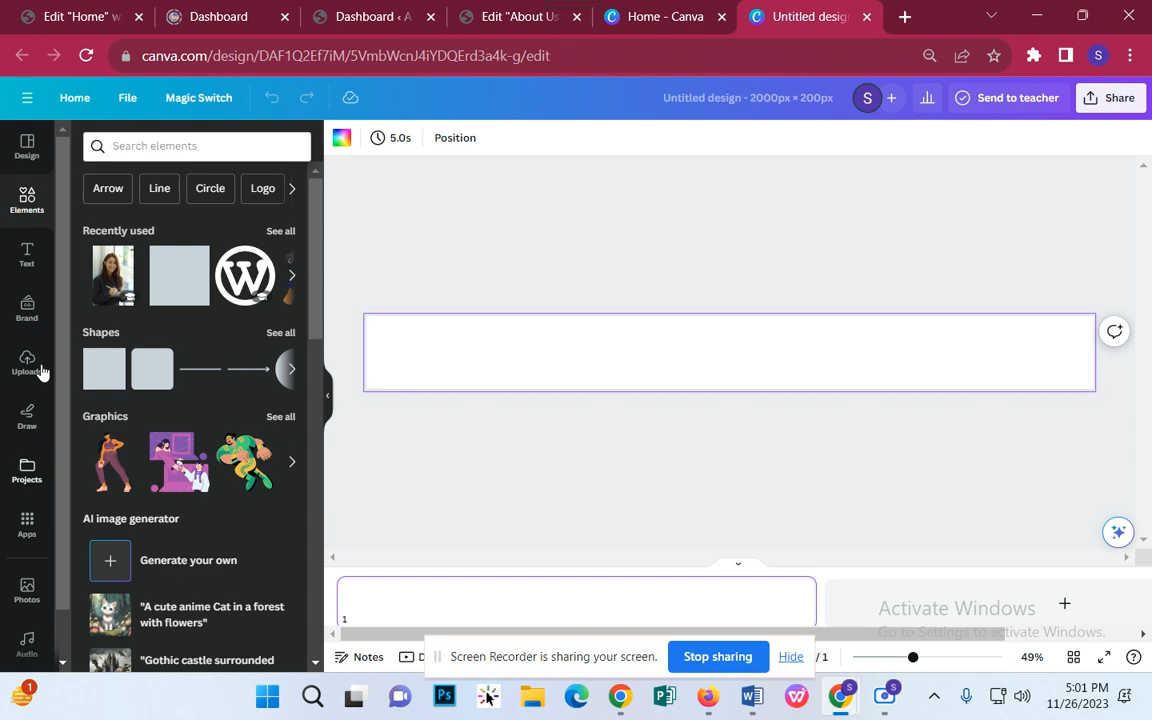 Edit "Home" w
Dashboard
Dashboard ‹ A
Edit "About Us
Home - Canva
Untitled desig
canva.com/design/DAF1Q2Ef7iM/5VmbWcnJ4iYDQErd3a4k-g/edit
S
Home
File
Magic Switch
Untitled design - 2000px × 200px
S
Send to teacher
Share
Design
Elements
Text
Brand
CO.
Uploads
Draw
Projects
Apps
Photos
Audio
Search elements
Arrow
Line
Circle
Logo
Recently used
See all
Shapes
See all
Graphics
See all
AI image generator
Generate your own
"A cute anime Cat in a forest
with flowers"
"Gothic castle surrounded
5.0s
Position
1
Activate Windows
Go to Settings to activate Windows.
Notes
D
Screen Recorder is sharing your screen.
Stop sharing
Hide
/ 1
49%
1
Ps
S
S
5:01 PM
11/26/2023